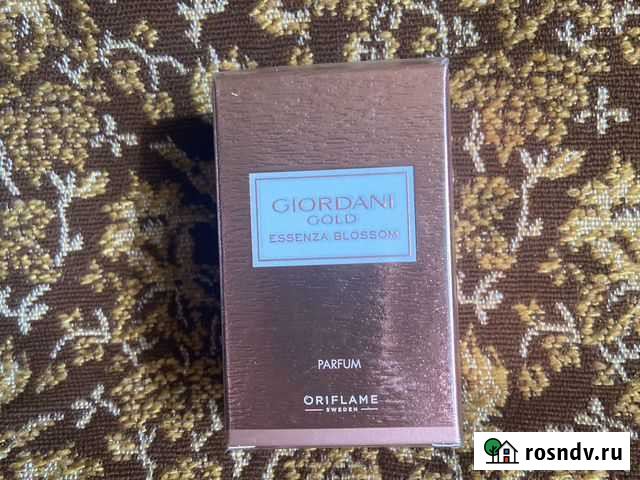 GIORDANI
GOLD
ESSENZA BLOSSOM
PARFUM
ORIFLAME
SWEDEN
rosndv.ru